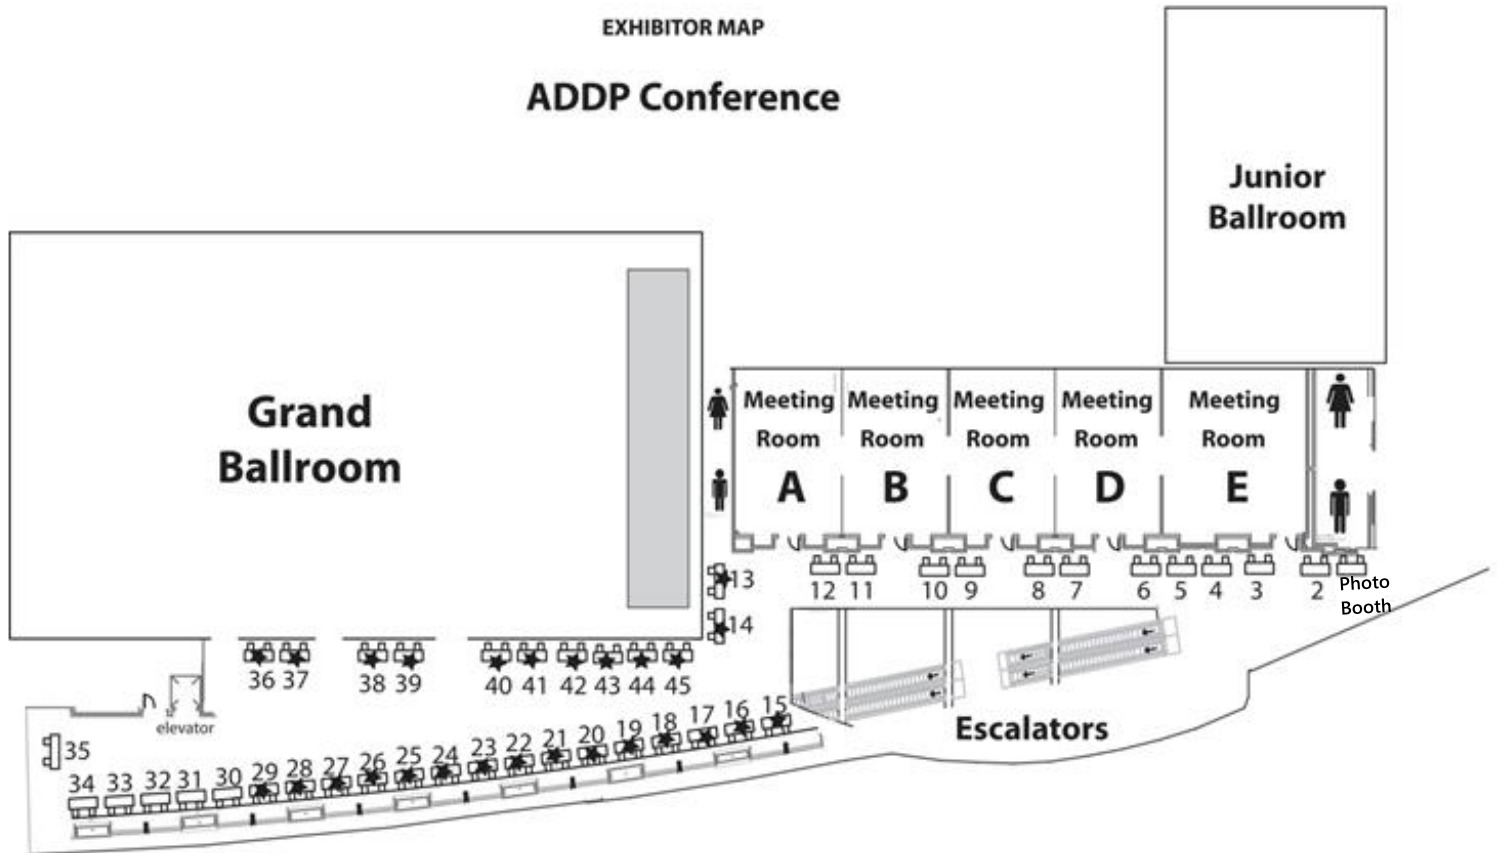 EXHIBITOR MAP
ADDP Conference
Junior
Ballroom
Grand
Ballroom
Meeting
Room
A
Meeting
Room
B
Meeting
Room
C
Meeting
Room
D
Meeting
Room
E
13
14
12 11 10 9 8 7 6 5 4 3 2
Photo
Booth
36 37 38 39 40 41 42 43 44 45
elevator
Escalators
35
34 33 32 31 30 29 28 27 26 25 24 23 22 21 20 19 18 17 16 15